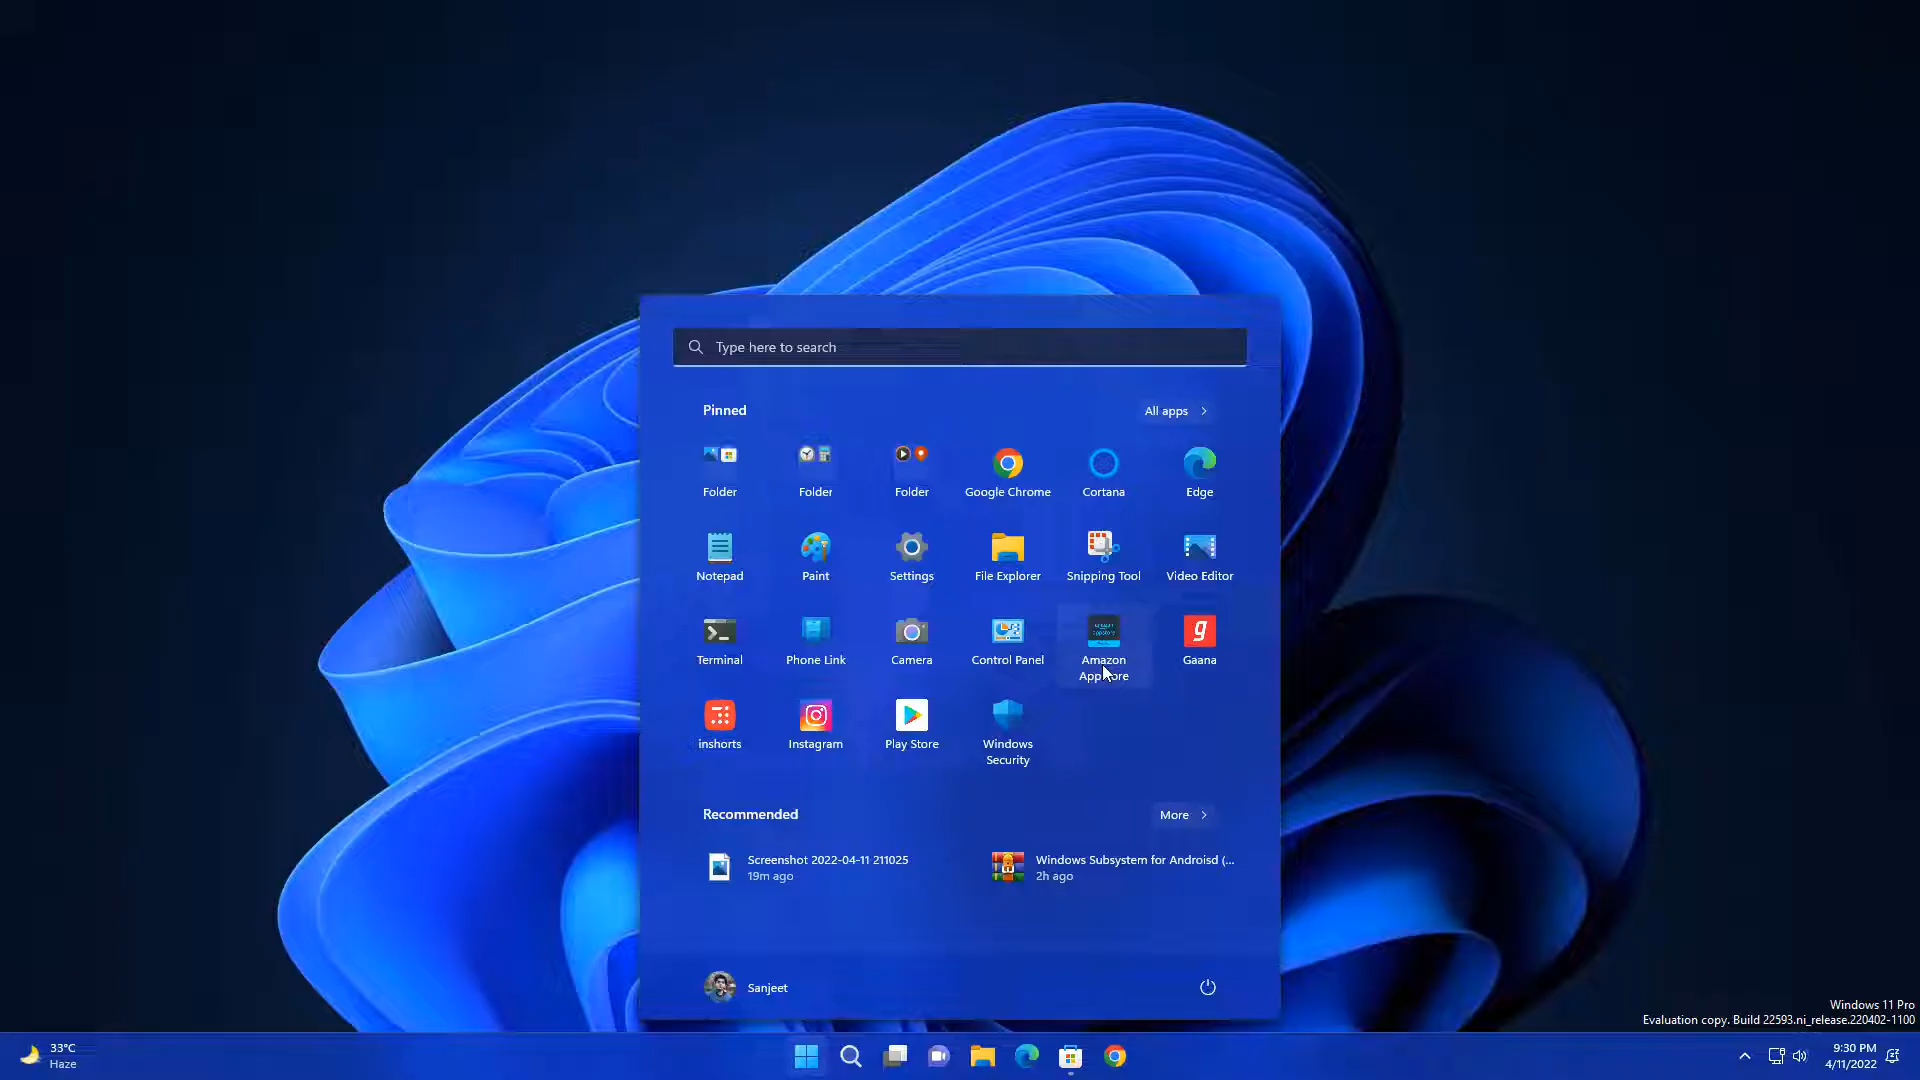 Type here to search
Pinned
All apps
Folder
Folder
Folder
Google Chrome
Cortana
Edge
Notepad
Paint
Settings
File Explorer
Snipping Tool
Video Editor
Terminal
Phone Link
Camera
Control Panel
Amazon
Appstore
Gaana
inshorts
Instagram
Play Store
Windows
Security
Recommended
More
Screenshot 2022-04-11 211025
19m ago
Windows Subsystem for Androisd (...
2h ago
Sanjeet
Windows 11 Pro
Evaluation copy. Build 22593.ni_release.220402-1100
33°C
Haze
9:30 PM
4/11/2022